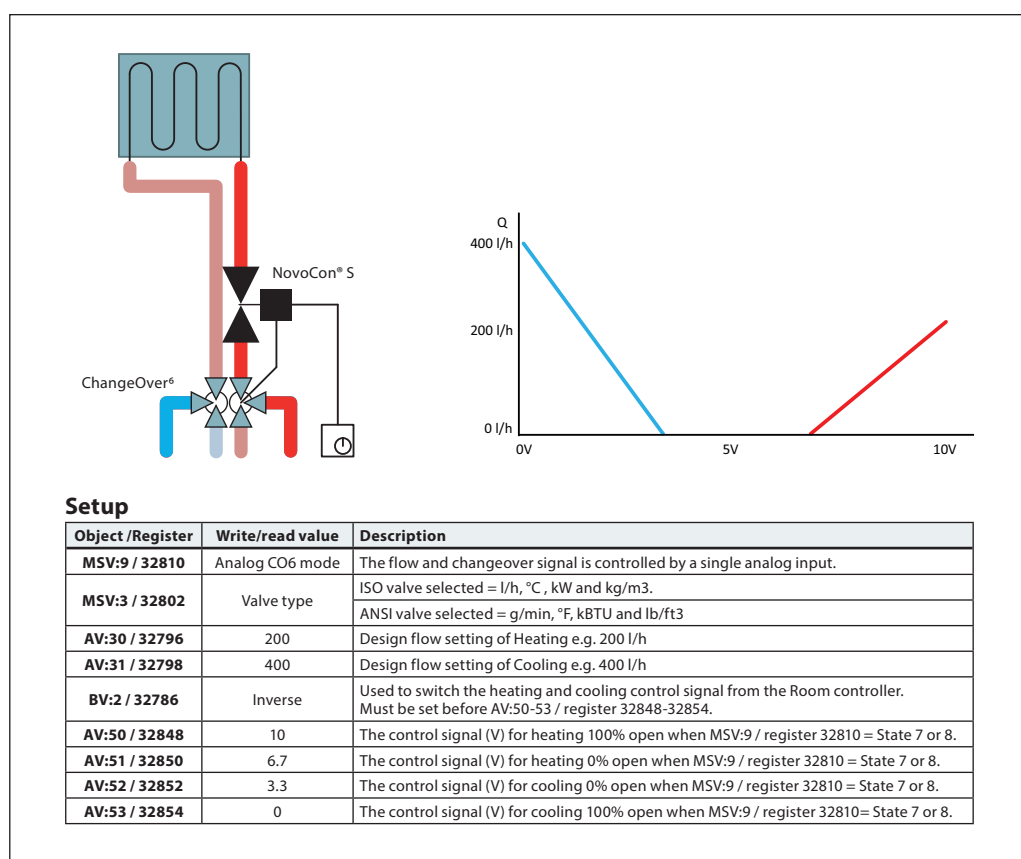 NovoCon® S
ChangeOver⁶
Q
400 l/h
200 l/h
0 l/h
0V
5V
10V
Setup
Object /Register Write/read value Description
MSV:9 / 32810 Analog CO6 mode The flow and changeover signal is controlled by a single analog input.
MSV:3 / 32802 Valve type ISO valve selected = l/h, °C , kW and kg/m3.
ANSI valve selected = g/min, °F, kBTU and lb/ft3
AV:30 / 32796 200 Design flow setting of Heating e.g. 200 l/h
AV:31 / 32798 400 Design flow setting of Cooling e.g. 400 l/h
BV:2 / 32786 Inverse Used to switch the heating and cooling control signal from the Room controller.
Must be set before AV:50-53 / register 32848-32854.
AV:50 / 32848 10 The control signal (V) for heating 100% open when MSV:9 / register 32810 = State 7 or 8.
AV:51 / 32850 6.7 The control signal (V) for heating 0% open when MSV:9 / register 32810 = State 7 or 8.
AV:52 / 32852 3.3 The control signal (V) for cooling 0% open when MSV:9 / register 32810 = State 7 or 8.
AV:53 / 32854 0 The control signal (V) for cooling 100% open when MSV:9 / register 32810= State 7 or 8.